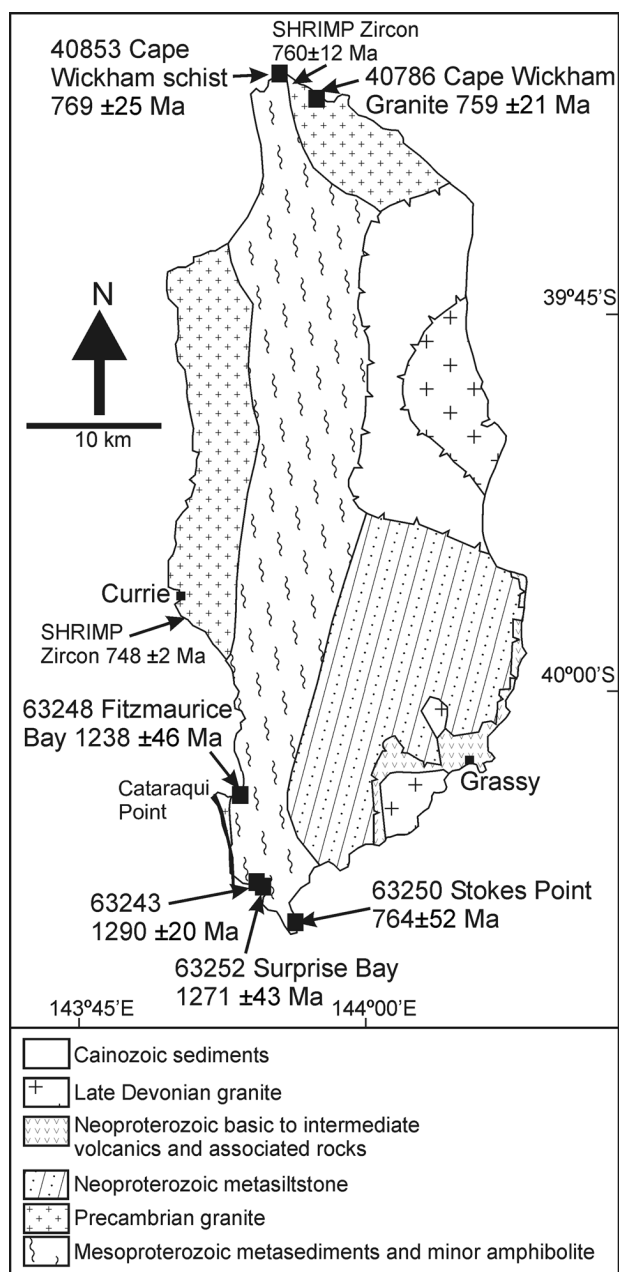 SHRIMP Zircon
760±12 Ma
40853 Cape
Wickham schist
769 ±25 Ma
40786 Cape Wickham
Granite 759 ±21 Ma
N
39º45'S
10 km
Currie
SHRIMP
Zircon 748 ±2 Ma
40º00'S
63248 Fitzmaurice
Bay 1238 ±46 Ma
Cataraqui
Point
Grassy
63243
1290 ±20 Ma
63250 Stokes Point
764±52 Ma
63252 Surprise Bay
1271 ±43 Ma
143º45'E
144º00'E
Cainozoic sediments
Late Devonian granite
Neoproterozoic basic to intermediate
volcanics and associated rocks
Neoproterozoic metasiltstone
Precambrian granite
Mesoproterozoic metasediments and minor amphibolite